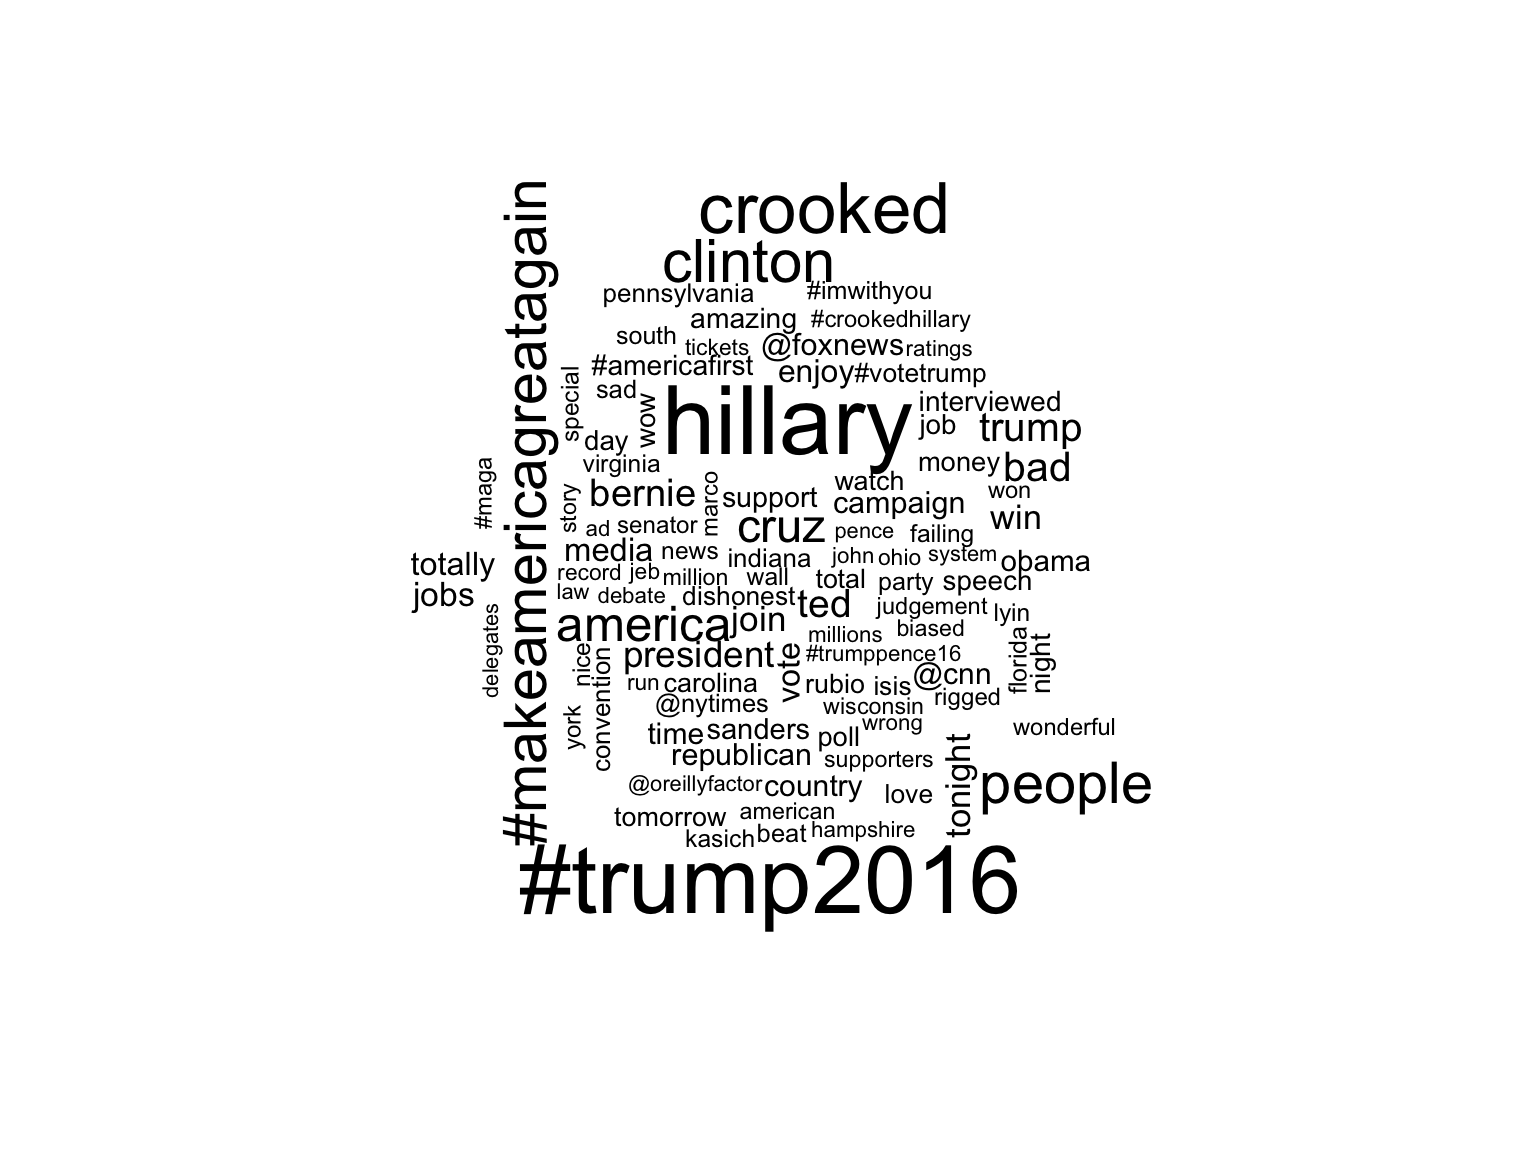 crooked
clinton
#makeamericagreatagain
pennsylvania
#imwithyou
amazing
#crookedhillary
south
tickets
@foxnews
ratings
#americafirst
enjoy
#votetrump
special
sad
wow
hillary
interviewed
day
job
trump
virginia
money
bad
#maga
story
bernie
marco
support
watch
campaign
won
win
ad
senator
cruz
pence
failing
totally
media
news
indiana
john
ohio
system
obama
record
jeb
million
wall
total
party
speech
jobs
law
debate
dishonest
ted
judgement
lyin
delegates
america
join
millions
biased
nice
convention
president
vote
#trumppence16
florida
night
run
carolina
rubio
isis
@cnn
@nytimes
wisconsin
rigged
york
time
sanders
poll
wrong
wonderful
republican
supporters
tonight
@oreillyfactor
country
love
people
tomorrow
american
kasich
beat
hampshire
#trump2016